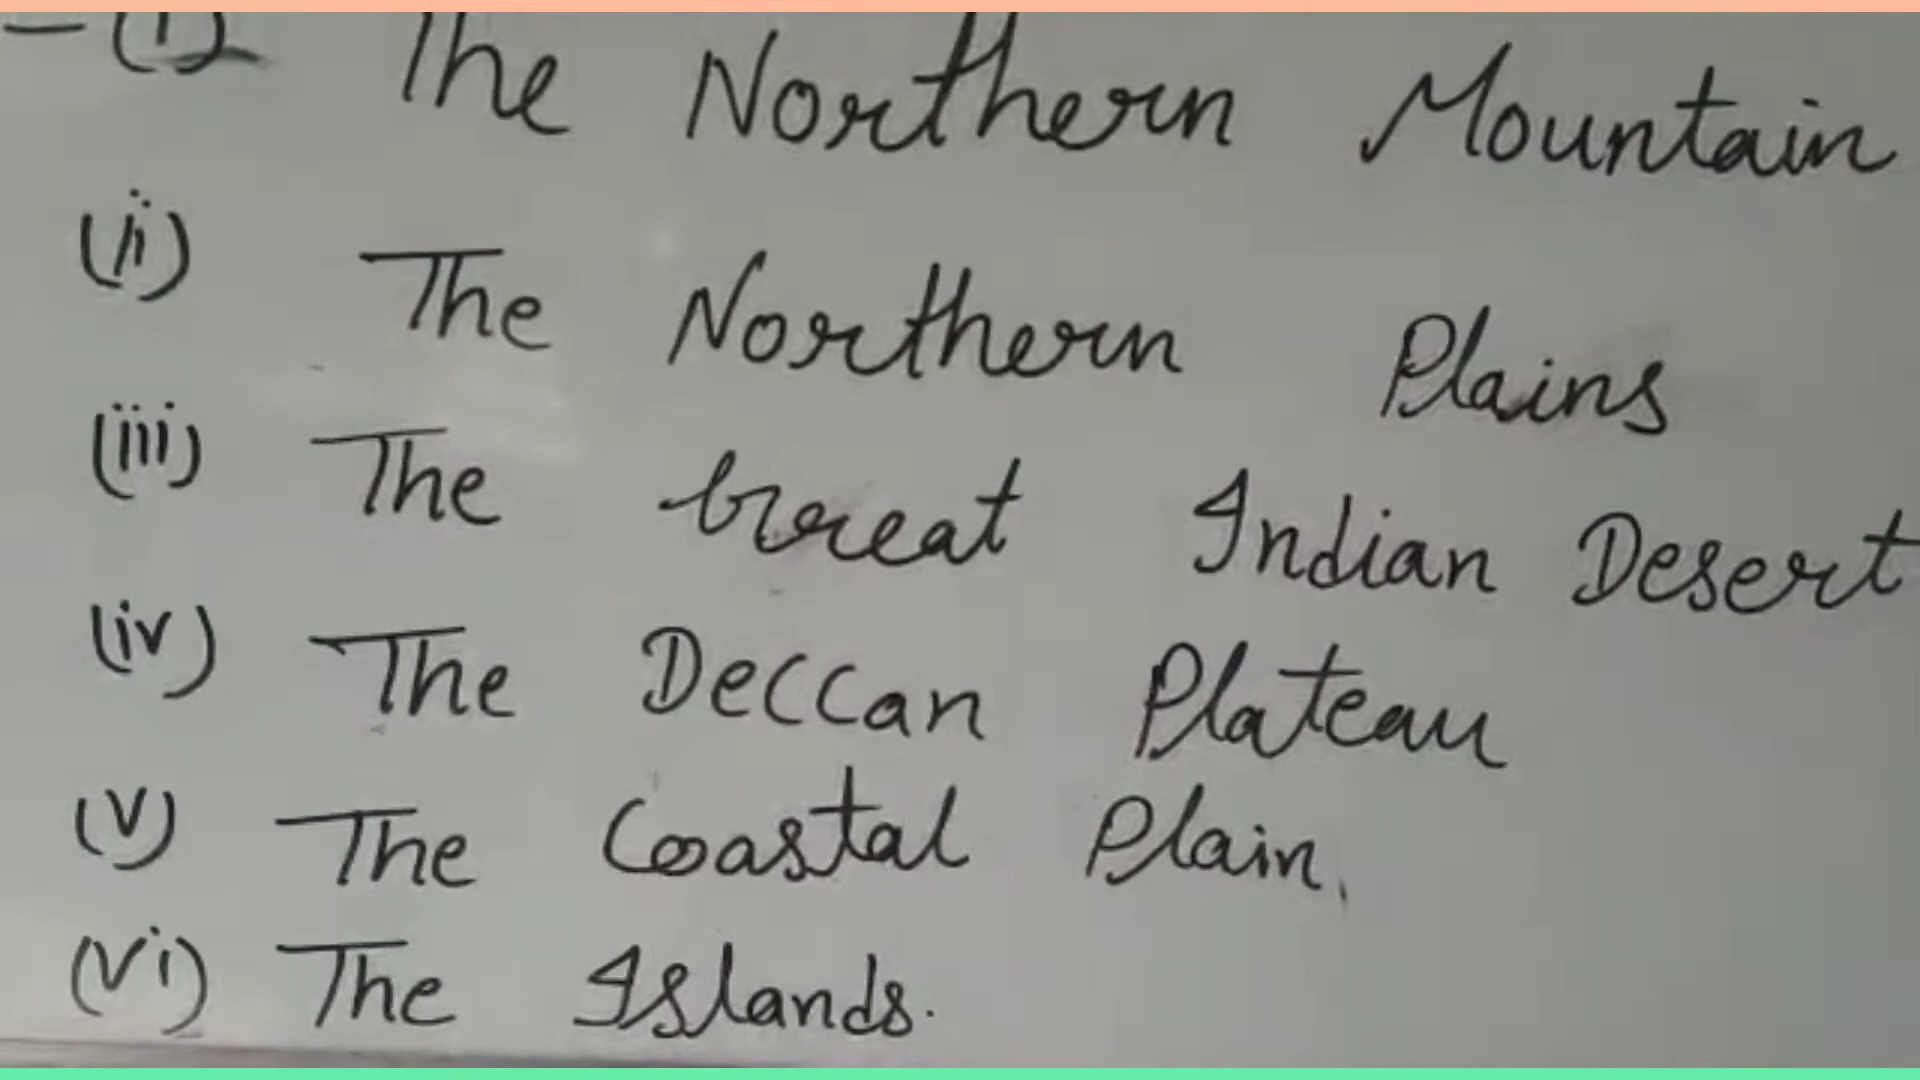 (i) The Northern Mountain
(ii) The Northern Plains
(iii) The Great Indian Desert
(iv) The Deccan Plateau
(v) The Coastal Plain.
(vi) The Islands.